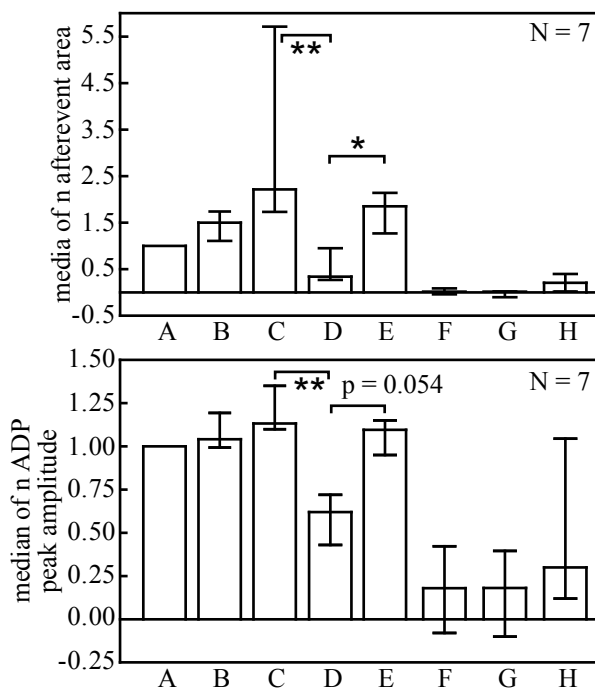 5.5
4.5
3.5
2.5
1.5
0.5
-0.5
media of n afterevent area
N = 7
**
*
A B C D E F G H
1.50
1.25
1.00
0.75
0.50
0.25
0.00
-0.25
median of n ADP
peak amplitude
N = 7
**
p = 0.054
A B C D E F G H